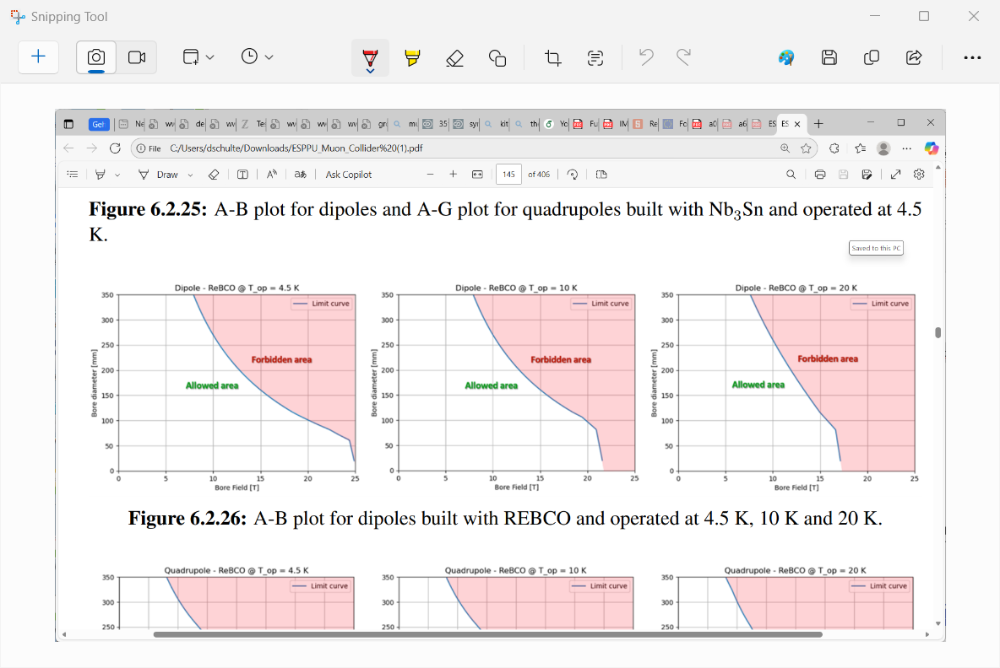 Snipping Tool
Gel Ne wv de wv Z Te: wv wv wv gri mu 35 syı kit th Yo Fu IM Re Fc a0 a6 ES ES
File C:/Users/dschulte/Downloads/ESPPU_Muon_Collider%20(1).pdf
Draw Ask Copilot 145 of 406
Figure 6.2.25: A-B plot for dipoles and A-G plot for quadrupoles built with Nb₃Sn and operated at 4.5
K.
Saved to this PC
Dipole - ReBCO @ T_op = 4.5 K
Limit curve
Forbidden area
Allowed area
Bore diameter [mm]
350
300
250
200
150
100
50
0
0 5 10 15 20 25
Bore Field [T]
Dipole - ReBCO @ T_op = 10 K
Limit curve
Forbidden area
Allowed area
Bore diameter [mm]
350
300
250
200
150
100
50
0
0 5 10 15 20 25
Bore Field [T]
Dipole - ReBCO @ T_op = 20 K
Limit curve
Forbidden area
Allowed area
Bore diameter [mm]
350
300
250
200
150
100
50
0
0 5 10 15 20 25
Bore Field [T]
Figure 6.2.26: A-B plot for dipoles built with REBCO and operated at 4.5 K, 10 K and 20 K.
Quadrupole - ReBCO @ T_op = 4.5 K
Limit curve
350
300
250
Quadrupole - ReBCO @ T_op = 10 K
Limit curve
350
300
250
Quadrupole - ReBCO @ T_op = 20 K
Limit curve
350
300
250